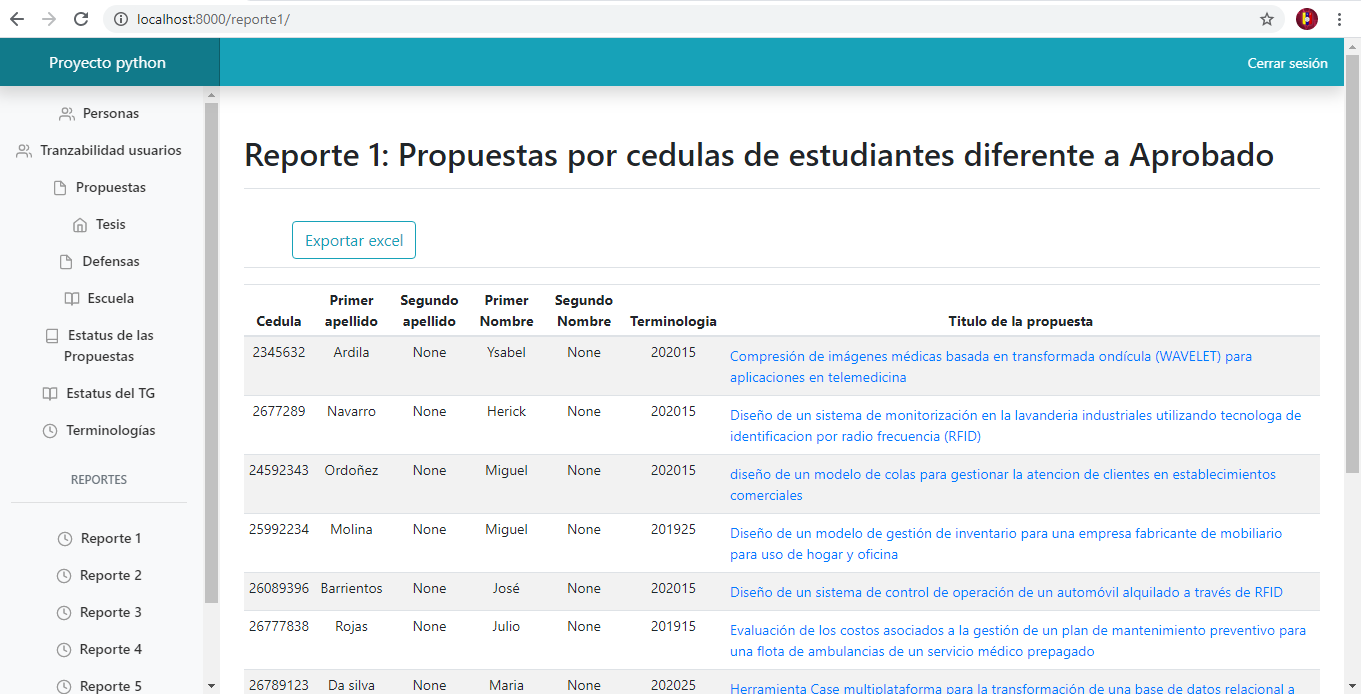 localhost:8000/reporte1/
Proyecto python
Cerrar sesión
Personas
Tranzabilidad usuarios
Propuestas
Tesis
Defensas
Escuela
Estatus de las
Propuestas
Estatus del TG
Terminologías
REPORTES
Reporte 1
Reporte 2
Reporte 3
Reporte 4
Reporte 5
Reporte 1: Propuestas por cedulas de estudiantes diferente a Aprobado
Exportar excel
Cedula Primer apellido Segundo apellido Primer Nombre Segundo Nombre Terminologia Titulo de la propuesta
2345632 Ardila None Ysabel None 202015 Compresión de imágenes médicas basada en transformada ondícula (WAVELET) para
aplicaciones en telemedicina
2677289 Navarro None Herick None 202015 Diseño de un sistema de monitorización en la lavanderia industriales utilizando tecnologa de
identificacion por radio frecuencia (RFID)
24592343 Ordoñez None Miguel None 202015 diseño de un modelo de colas para gestionar la atencion de clientes en establecimientos
comerciales
25992234 Molina None Miguel None 201925 Diseño de un modelo de gestión de inventario para una empresa fabricante de mobiliario
para uso de hogar y oficina
26089396 Barrientos None José None 202015 Diseño de un sistema de control de operación de un automóvil alquilado a través de RFID
26777838 Rojas None Julio None 201915 Evaluación de los costos asociados a la gestión de un plan de mantenimiento preventivo para
una flota de ambulancias de un servicio médico prepagado
26789123 Da silva None Maria None 202025 Herramienta Case multiplataforma para la transformación de una base de datos relacional a